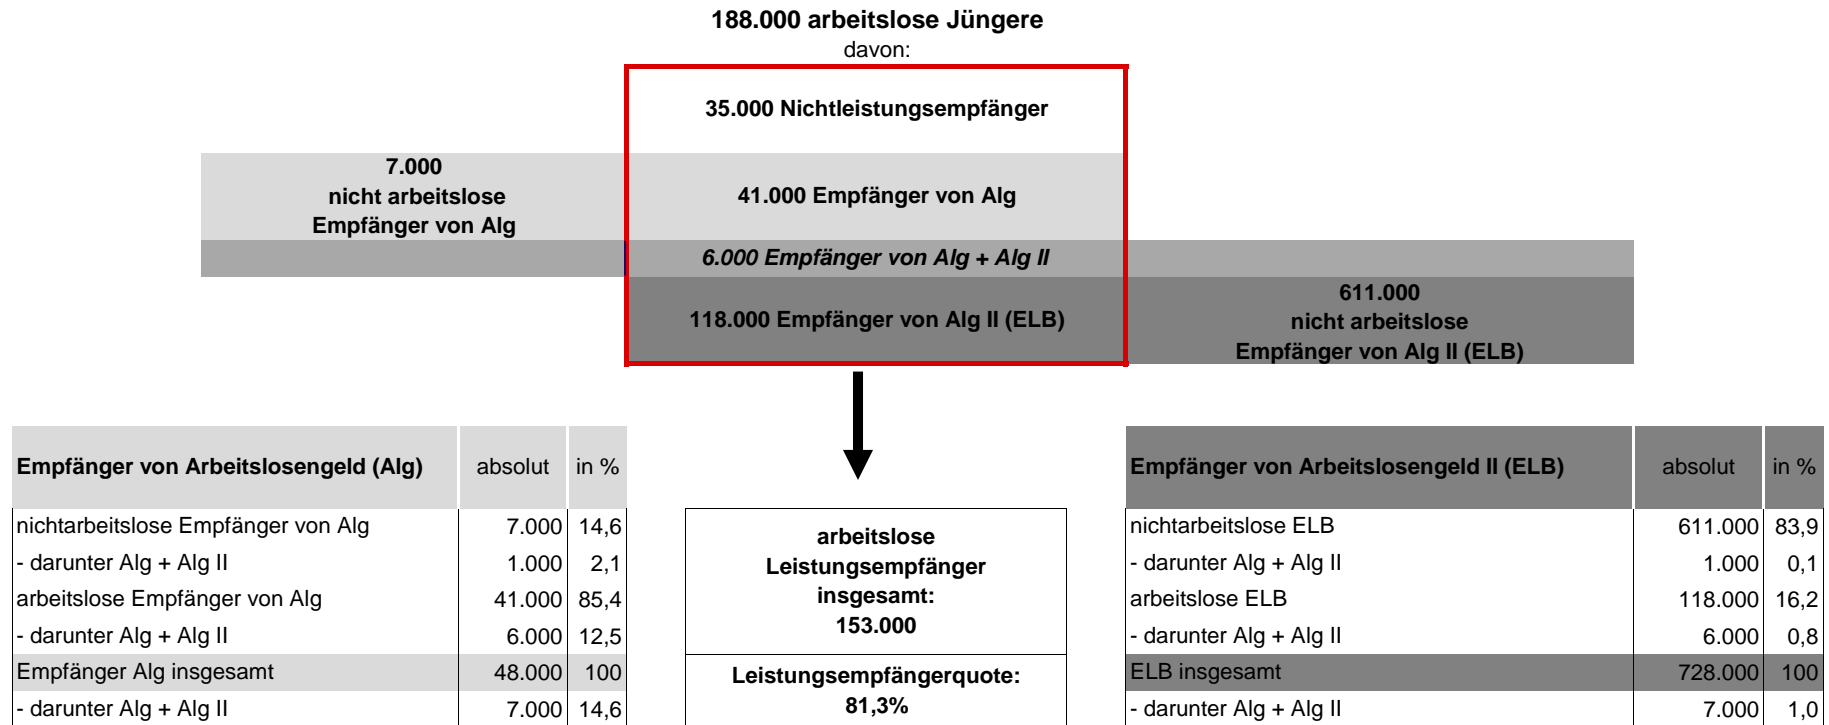 188.000 arbeitslose Jüngere
davon:
35.000 Nichtleistungsempfänger
7.000
nicht arbeitslose
Empfänger von Alg
41.000 Empfänger von Alg
6.000 Empfänger von Alg + Alg II
118.000 Empfänger von Alg II (ELB)
611.000
nicht arbeitslose
Empfänger von Alg II (ELB)
Empfänger von Arbeitslosengeld (Alg) absolut in %
nichtarbeitslose Empfänger von Alg 7.000 14,6
- darunter Alg + Alg II 1.000 2,1
arbeitslose Empfänger von Alg 41.000 85,4
- darunter Alg + Alg II 6.000 12,5
Empfänger Alg insgesamt 48.000 100
- darunter Alg + Alg II 7.000 14,6
arbeitslose
Leistungsempfänger
insgesamt:
153.000
Leistungsempfängerquote:
81,3%
Empfänger von Arbeitslosengeld II (ELB) absolut in %
nichtarbeitslose ELB 611.000 83,9
- darunter Alg + Alg II 1.000 0,1
arbeitslose ELB 118.000 16,2
- darunter Alg + Alg II 6.000 0,8
ELB insgesamt 728.000 100
- darunter Alg + Alg II 7.000 1,0